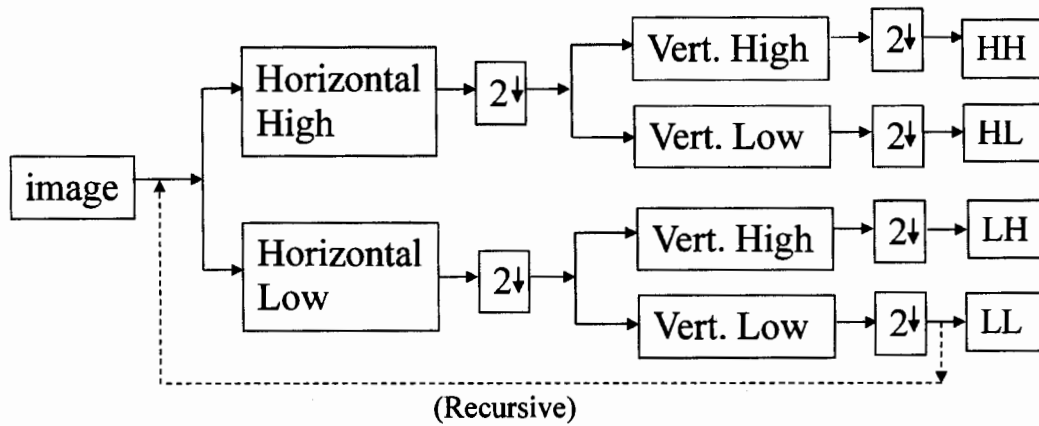 Vert. High
2↓
HH
Horizontal
High
2↓
Vert. Low
2↓
HL
image
Vert. High
2↓
LH
Horizontal
Low
2↓
Vert. Low
2↓
LL
(Recursive)